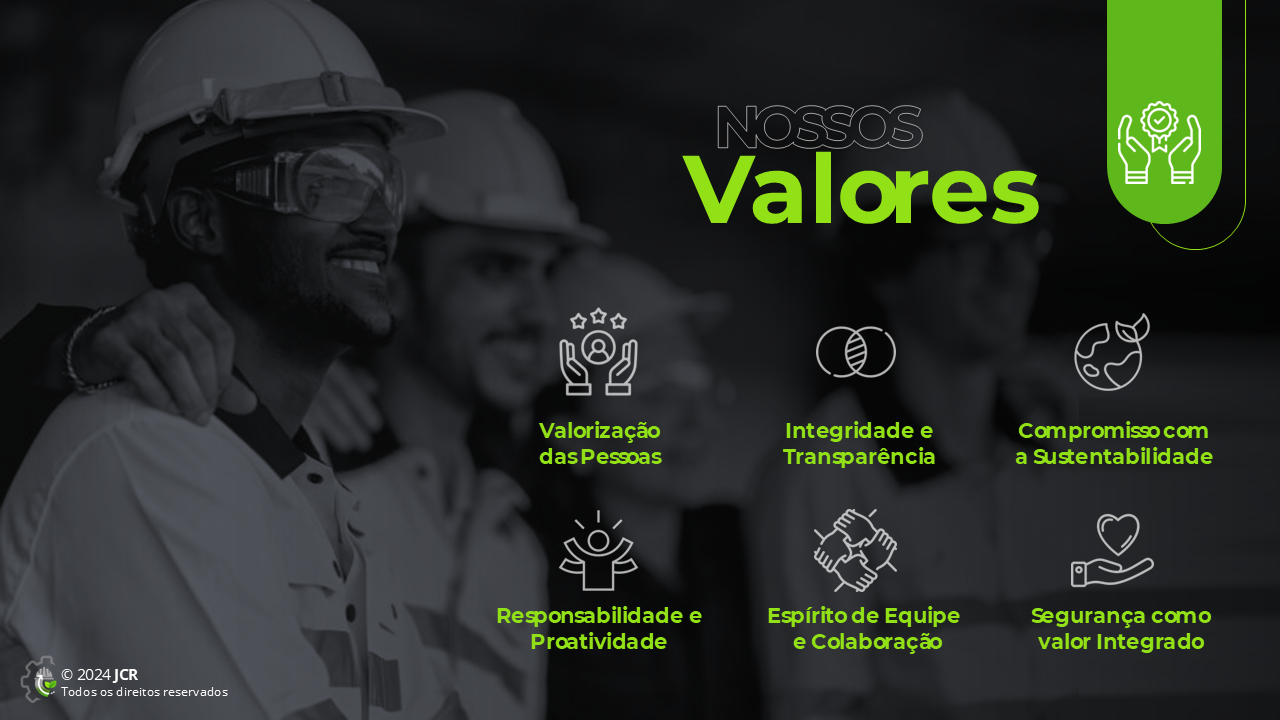 NOSSOS
Valores
Valorização
das Pessoas
Integridade e
Transparência
Compromisso com
a Sustentabilidade
Responsabilidade e
Proatividade
Espírito de Equipe
e Colaboração
Segurança como
valor Integrado
© 2024 JCR
Todos os direitos reservados